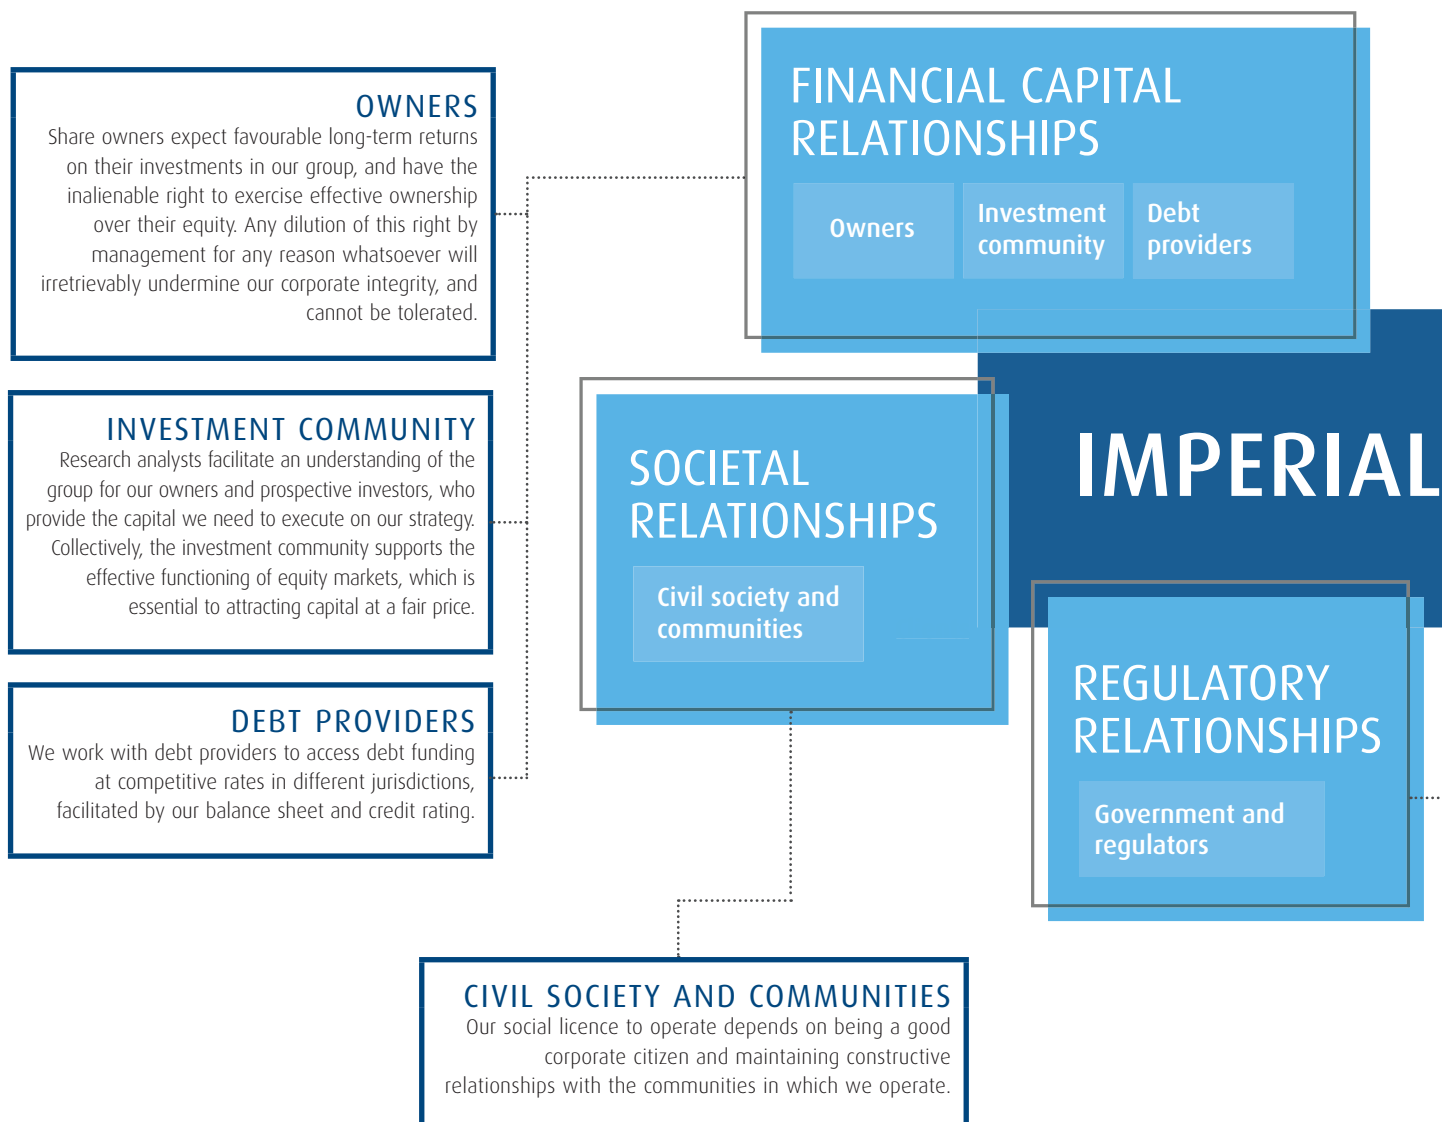 OWNERS
Share owners expect favourable long-term returns
on their investments in our group, and have the
inalienable right to exercise effective ownership
over their equity. Any dilution of this right by
management for any reason whatsoever will
irretrievably undermine our corporate integrity, and
cannot be tolerated.
INVESTMENT COMMUNITY
Research analysts facilitate an understanding of the
group for our owners and prospective investors, who
provide the capital we need to execute on our strategy.
Collectively, the investment community supports the
effective functioning of equity markets, which is
essential to attracting capital at a fair price.
DEBT PROVIDERS
We work with debt providers to access debt funding
at competitive rates in different jurisdictions,
facilitated by our balance sheet and credit rating.
FINANCIAL CAPITAL
RELATIONSHIPS
Owners
Investment
community
Debt
providers
SOCIETAL
RELATIONSHIPS
Civil society and
communities
IMPERIAL
REGULATORY
RELATIONSHIPS
Government and
regulators
CIVIL SOCIETY AND COMMUNITIES
Our social licence to operate depends on being a good
corporate citizen and maintaining constructive
relationships with the communities in which we operate.